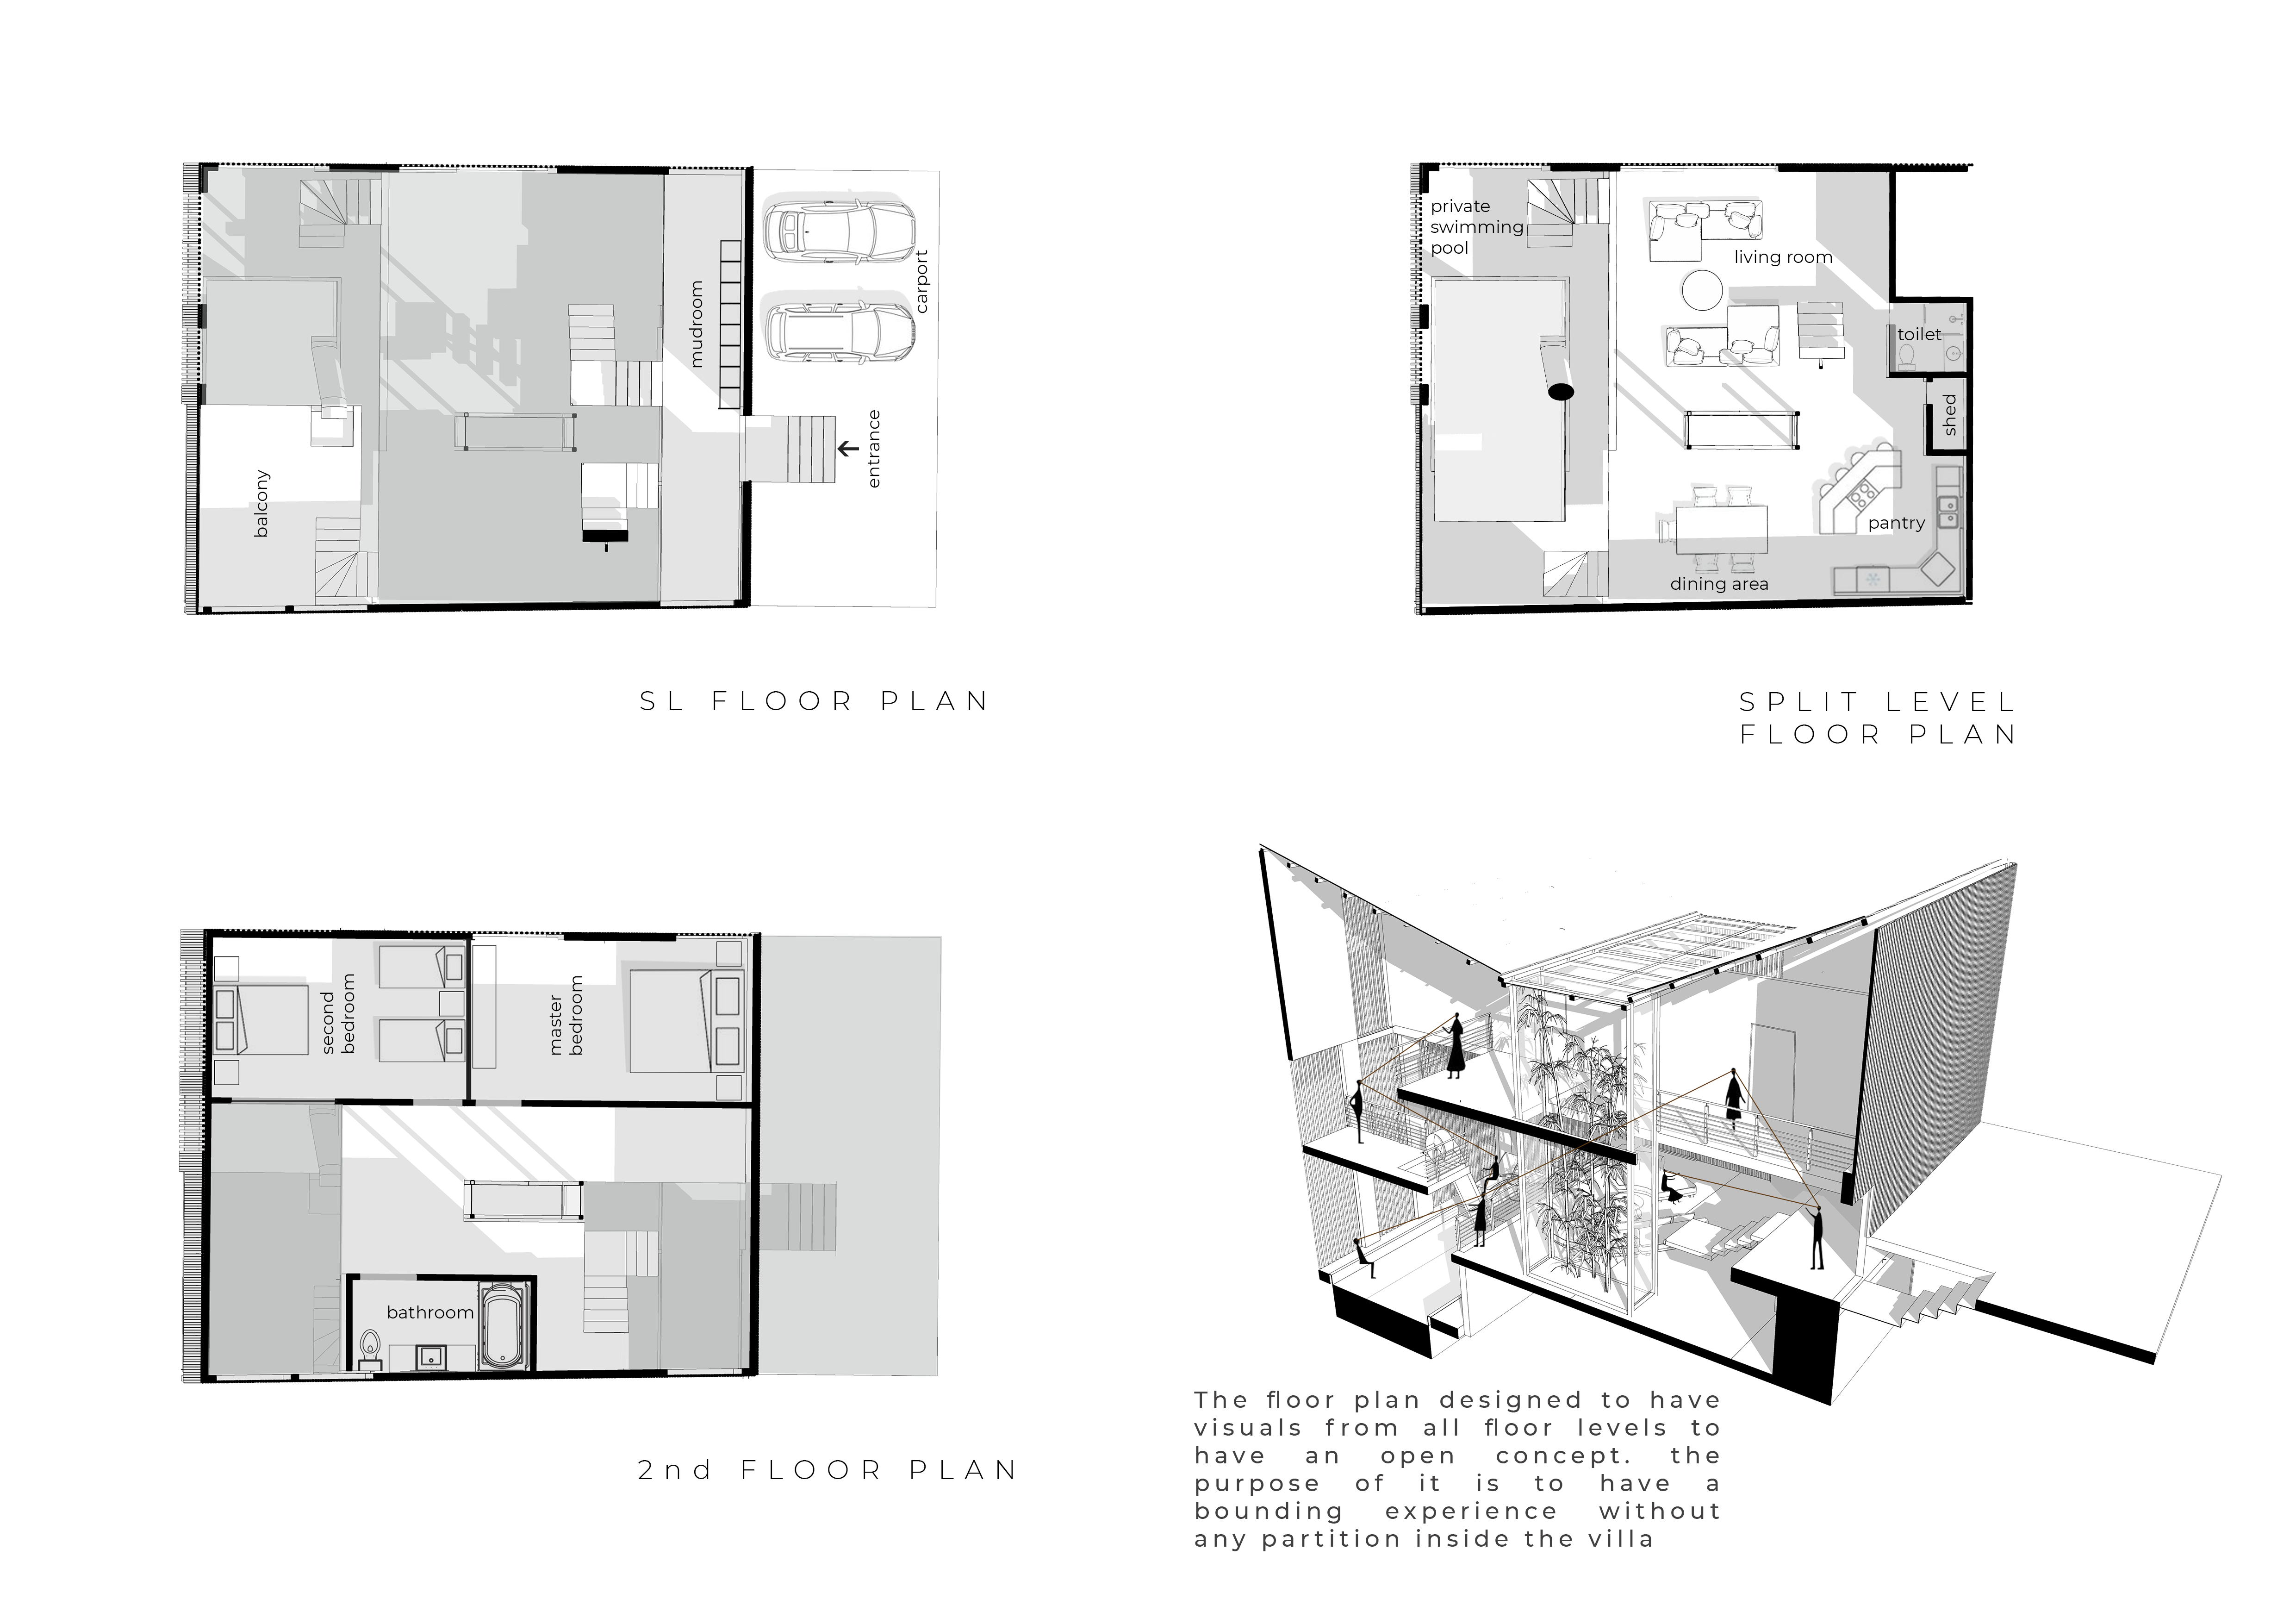 mudroom
carport
entrance
balcony
SL FLOOR PLAN
private
swimming
pool
living room
toilet
shed
pantry
dining area
SPLIT LEVEL
FLOOR PLAN
second
bedroom
master
bedroom
bathroom
2nd FLOOR PLAN
The floor plan designed to have
visuals from all floor levels to
have an open concept. the
purpose of it is to have a
bounding experience without
any partition inside the villa